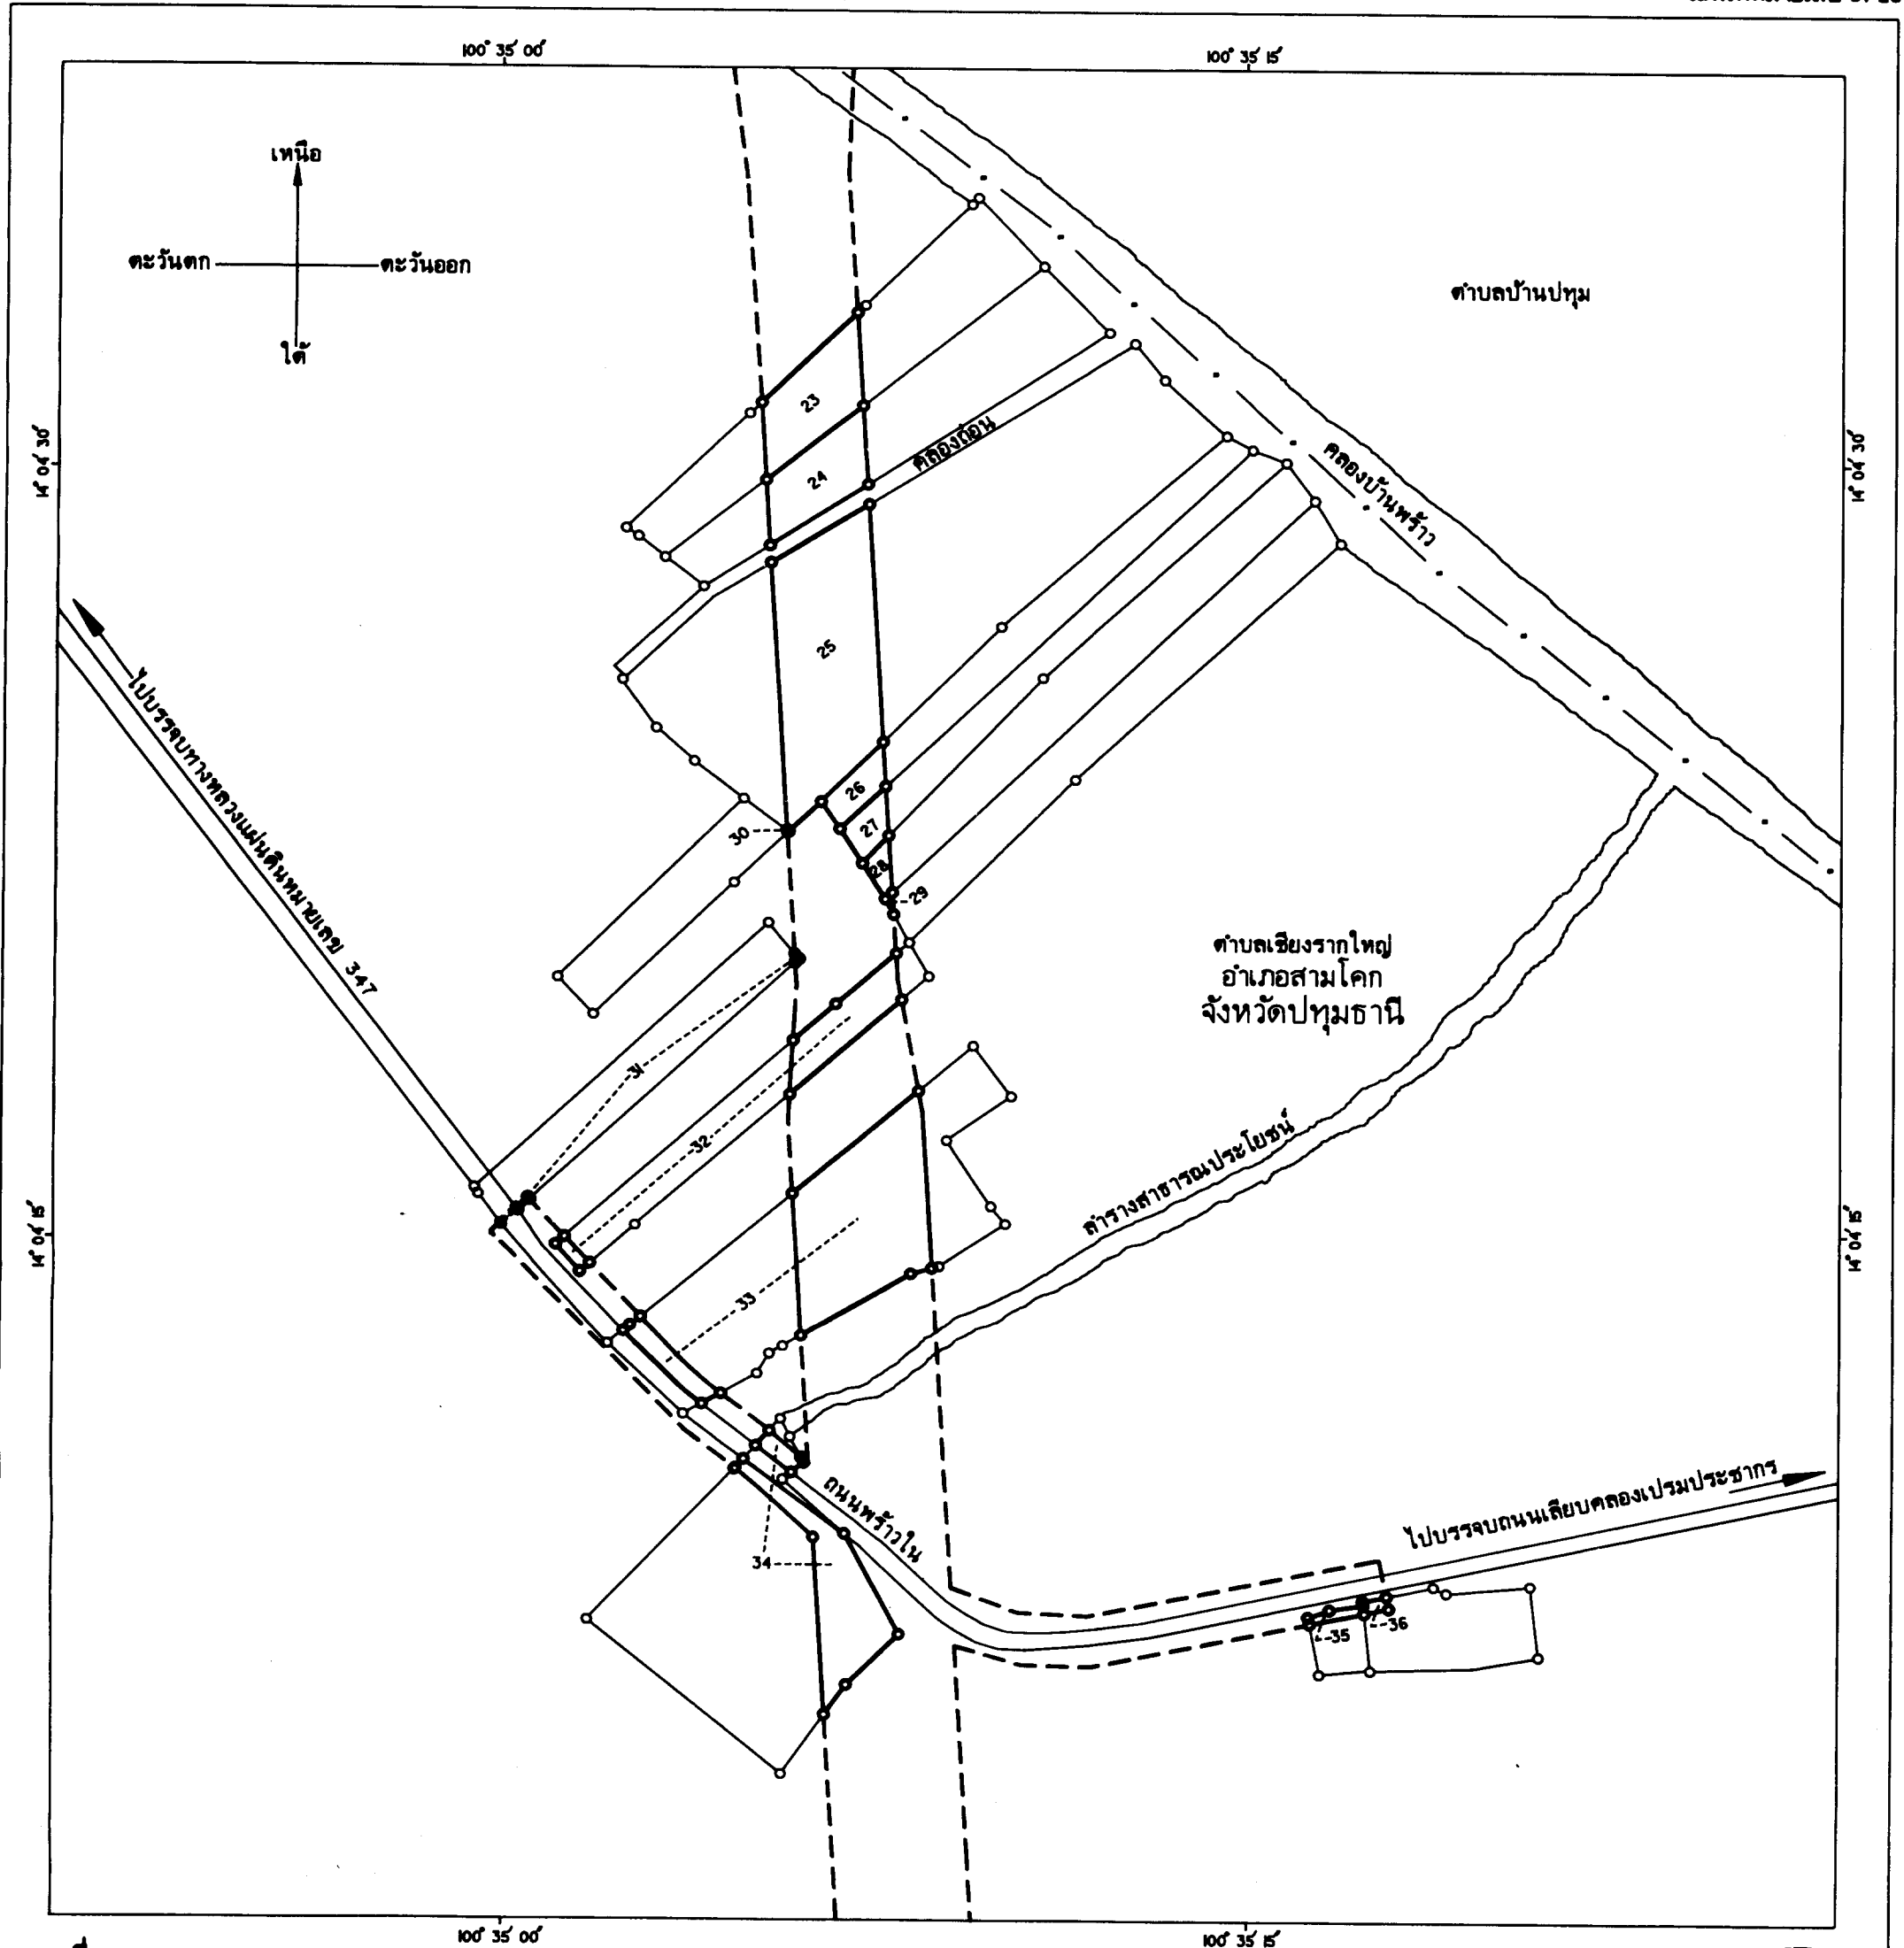 100° 35′ 00″
100° 35′ 15″
เหนือ
ตะวันตก
ตะวันออก
ใต้
ตำบลบ้านปทุม
23
14° 04′ 30″
24
คลองถ่อน
14° 04′ 30″
คลองบ้านพร้าว
25
ไปบรรจบทางหลวงแผ่นดินหมายเลข 347
26
27
30
28
29
ตำบลเชียงรากใหญ่
อำเภอสามโคก
จังหวัดปทุมธานี
31
32
ลำรางสาธารณประโยชน์
14° 04′ 15″
14° 04′ 15″
33
ถนนพร้าวใน
ไปบรรจบถนนเลียบคลองเปรมประชากร
34
35
36
100° 35′ 00″
100° 35′ 15″